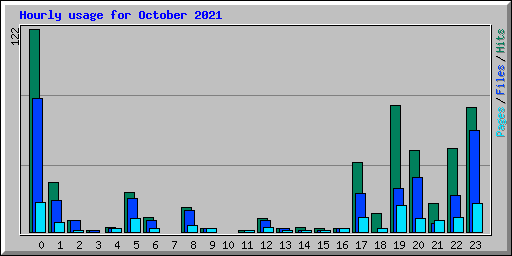 Hourly usage for October 2021
122
Pages/Files/Hits
0 1 2 3 4 5 6 7 8 9 10 11 12 13 14 15 16 17 18 19 20 21 22 23